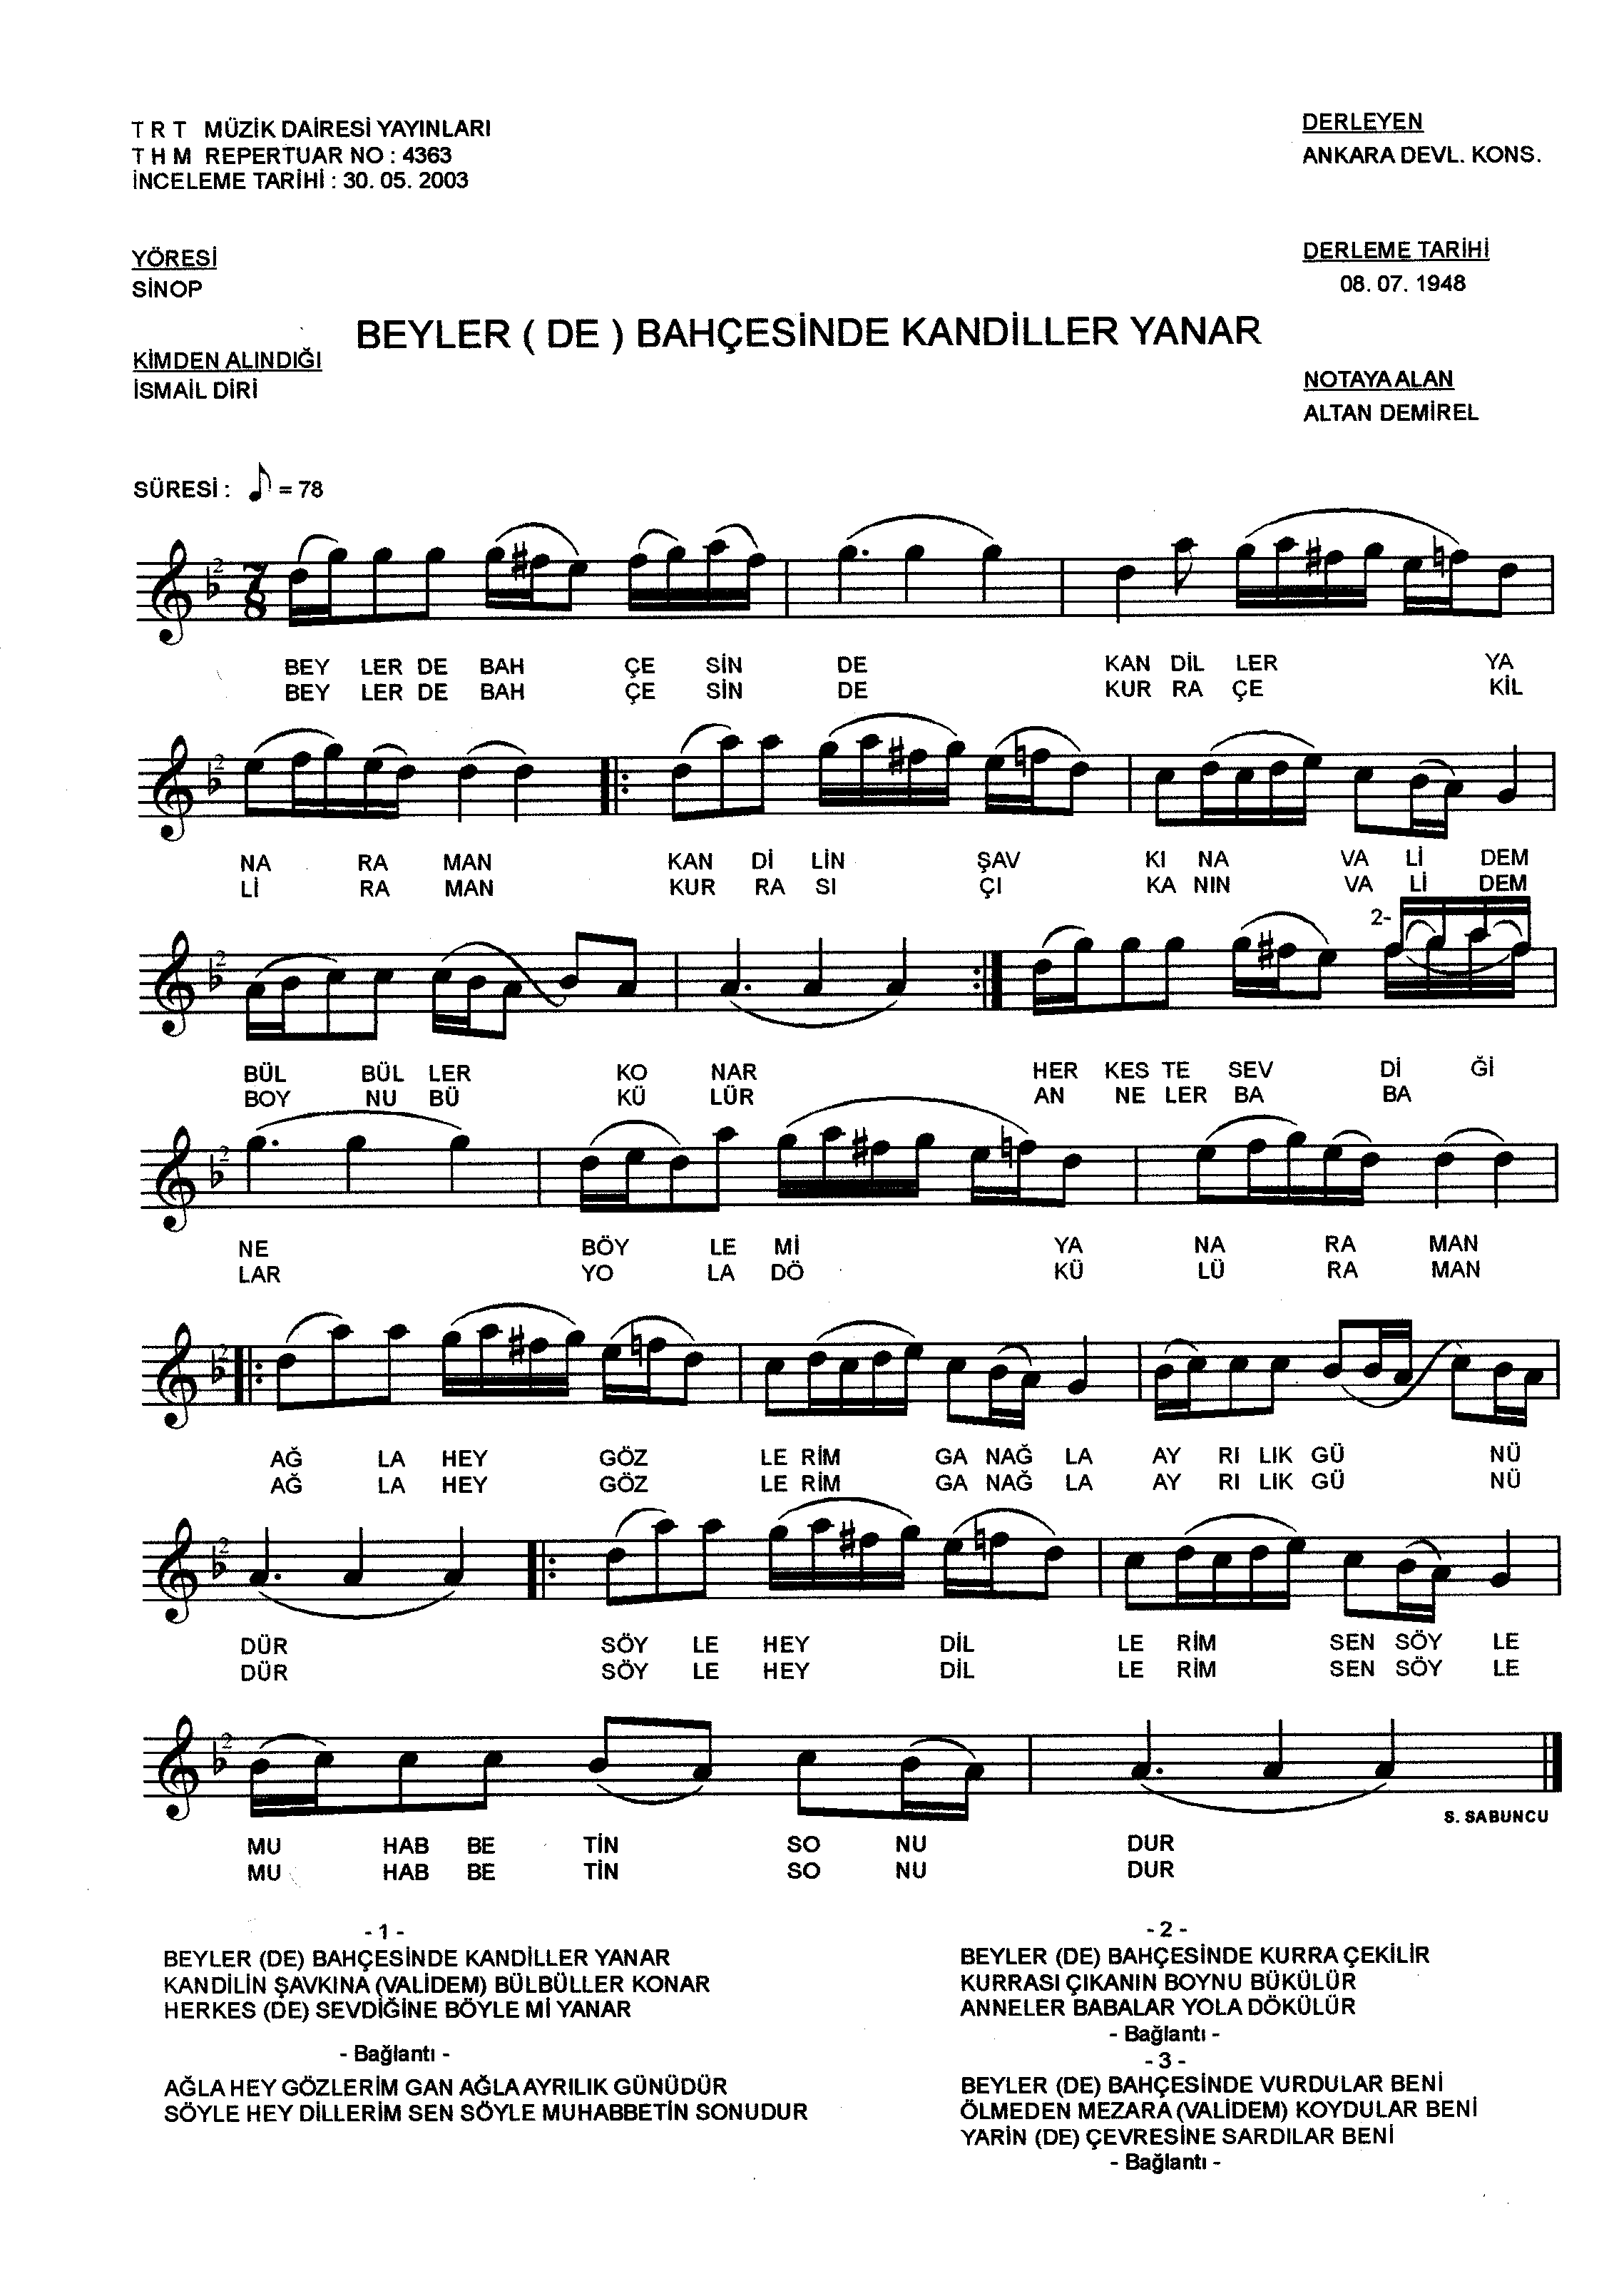 T R T MÜZİK DAİRESİ YAYINLARI
T H M REPERTUAR NO : 4363
İNCELEME TARİHİ : 30. 05. 2003
DERLEYEN
ANKARA DEVL. KONS.
YÖRESİ
SİNOP
DERLEME TARİHİ
08. 07. 1948
BEYLER ( DE ) BAHÇESİNDE KANDİLLER YANAR
KİMDEN ALINDIĞI
İSMAİL DİRİ
NOTAYA ALAN
ALTAN DEMİREL
SÜRESİ : ♪ = 78
2 7 8
BEY LER DE BAH ÇE SİN DE KAN DİL LER YA
BEY LER DE BAH ÇE SİN DE KUR RA ÇE KİL
2
NA RA MAN KAN Dİ LİN ŞAV KI NA VA Lİ DEM
Lİ RA MAN KUR RA SI ÇI KA NIN VA Lİ DEM
2 2-
BÜL BÜL LER KO NAR HER KES TE SEV Dİ Ğİ
BOY NU BÜ KÜ LÜR AN NE LER BA BA
2
NE BÖY LE Mİ YA NA RA MAN
LAR YO LA DÖ KÜ LÜ RA MAN
2
AĞ LA HEY GÖZ LE RİM GA NAĞ LA AY RI LIK GÜ NÜ
AĞ LA HEY GÖZ LE RİM GA NAĞ LA AY RI LIK GÜ NÜ
2
DÜR SÖY LE HEY DİL LE RİM SEN SÖY LE
DÜR SÖY LE HEY DİL LE RİM SEN SÖY LE
2
S. SABUNCU
MU HAB BE TİN SO NU DUR
MU HAB BE TİN SO NU DUR
- 1 -
BEYLER (DE) BAHÇESİNDE KANDİLLER YANAR
KANDİLİN ŞAVKINA (VALİDEM) BÜLBÜLLER KONAR
HERKES (DE) SEVDİĞİNE BÖYLE Mİ YANAR
- Bağlantı -
AĞLA HEY GÖZLERİM GAN AĞLA AYRILIK GÜNÜDÜR
SÖYLE HEY DİLLERİM SEN SÖYLE MUHABBETİN SONUDUR
- 2 -
BEYLER (DE) BAHÇESİNDE KURRA ÇEKİLİR
KURRASI ÇIKANIN BOYNU BÜKÜLÜR
ANNELER BABALAR YOLA DÖKÜLÜR
- Bağlantı -
- 3 -
BEYLER (DE) BAHÇESİNDE VURDULAR BENİ
ÖLMEDEN MEZARA (VALİDEM) KOYDULAR BENİ
YARİN (DE) ÇEVRESİNE SARDILAR BENİ
- Bağlantı -